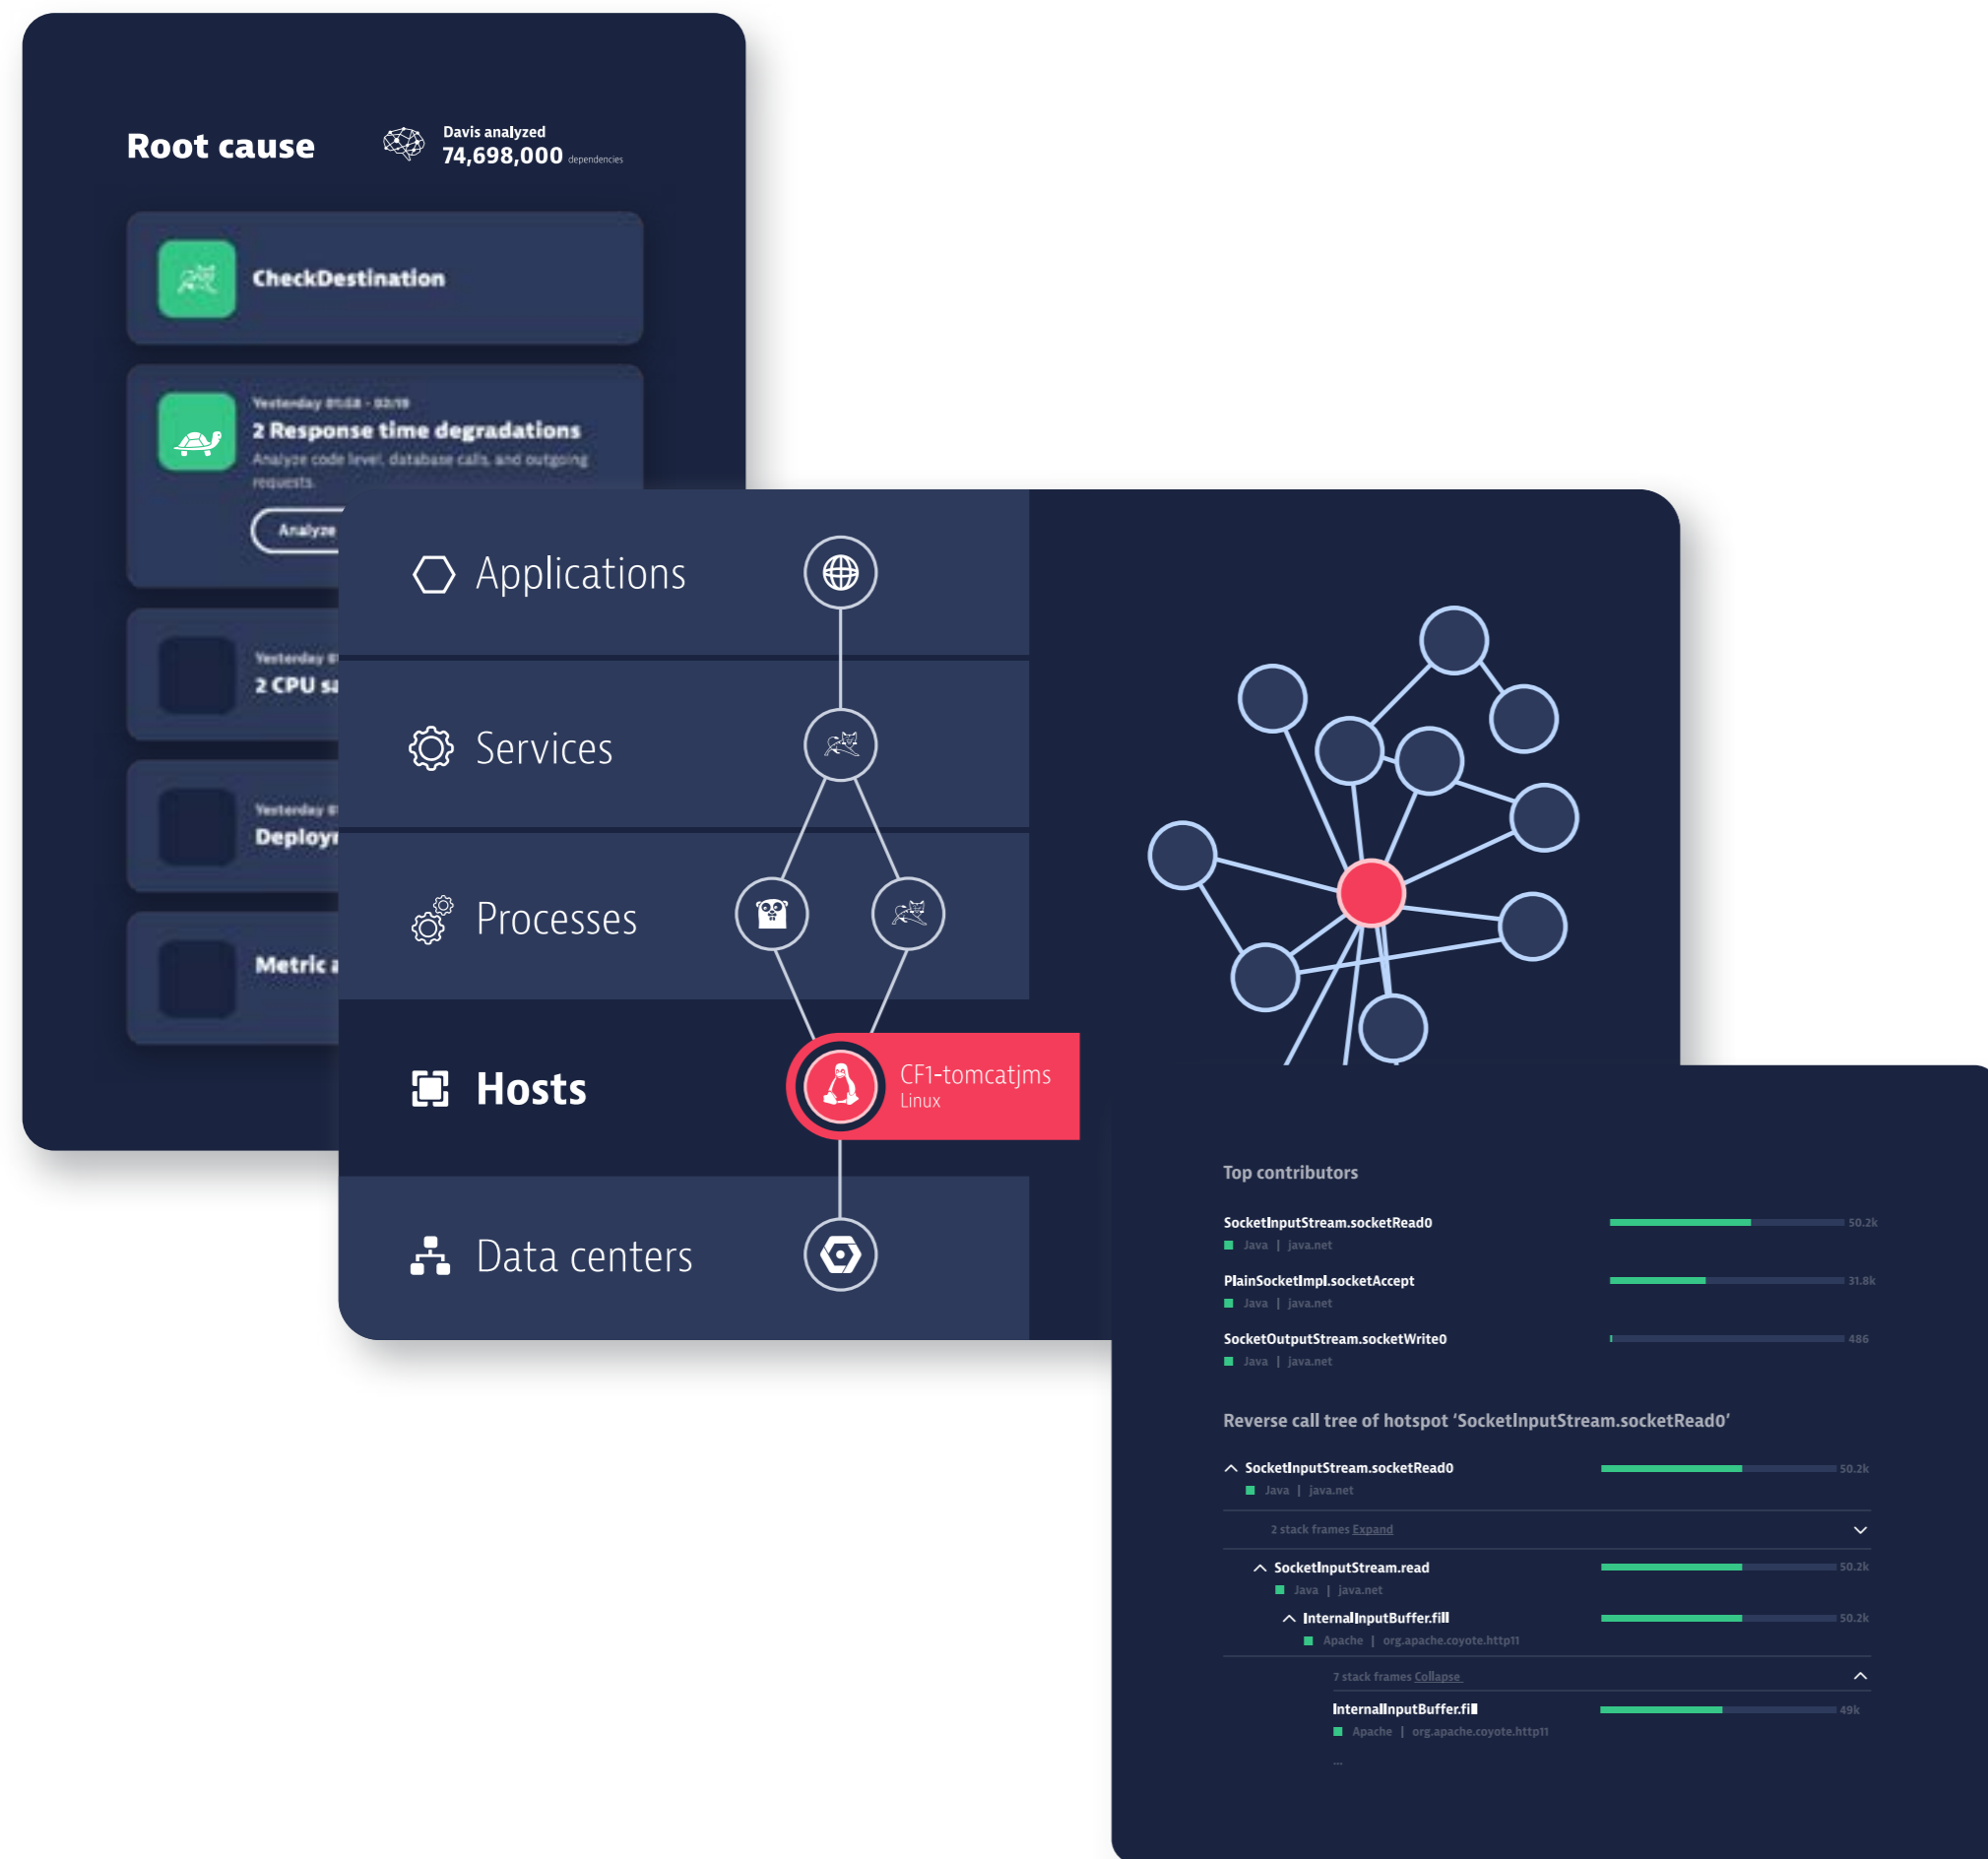 Root cause
Davis analyzed
74,698,000 dependencies
CheckDestination
Yesterday
2 Response time degradations
Analyze code level, database calls, and outgoing
requests.
Analyze
Yesterday
2 CPU
Yesterday
Metric
Applications
Services
Processes
Hosts
CF1-tomcatjms
Linux
Data centers
Top contributors
SocketInputStream.socketRead0 50.2k
Java | java.net
PlainSocketImpl.socketAccept 31.8k
Java | java.net
SocketOutputStream.socketWrite0 486
Java | java.net
Reverse call tree of hotspot ‘SocketInputStream.socketRead0’
SocketInputStream.socketRead0 50.2k
Java | java.net
2 stack frames Expand
SocketInputStream.read 50.2k
Java | java.net
InternalInputBuffer.fill 50.2k
Apache | org.apache.coyote.http11
7 stack frames Collapse
InternalInputBuffer.fill 49k
Apache | org.apache.coyote.http11
...